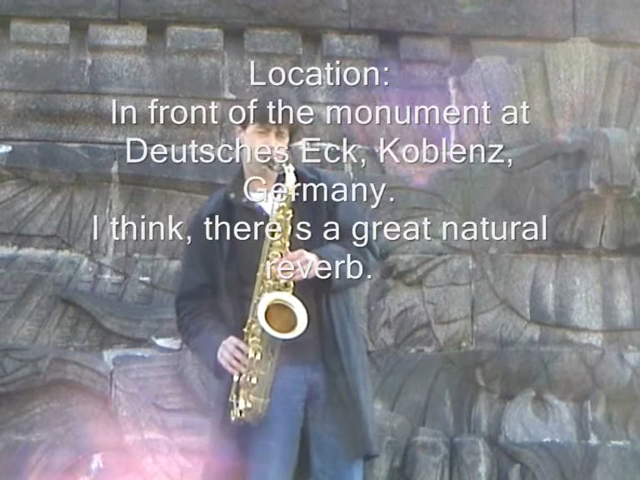 Location:
In front of the monument at
Deutsches Eck, Koblenz,
Germany.
I think, there's a great natural
reverb.